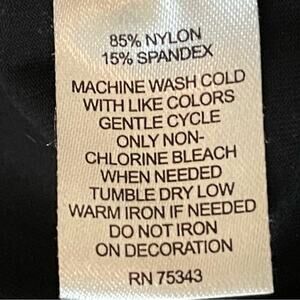 85% NYLON
15% SPANDEX
MACHINE WASH COLD
WITH LIKE COLORS
GENTLE CYCLE
ONLY NON-
CHLORINE BLEACH
WHEN NEEDED
TUMBLE DRY LOW
WARM IRON IF NEEDED
DO NOT IRON
ON DECORATION
RN 75343